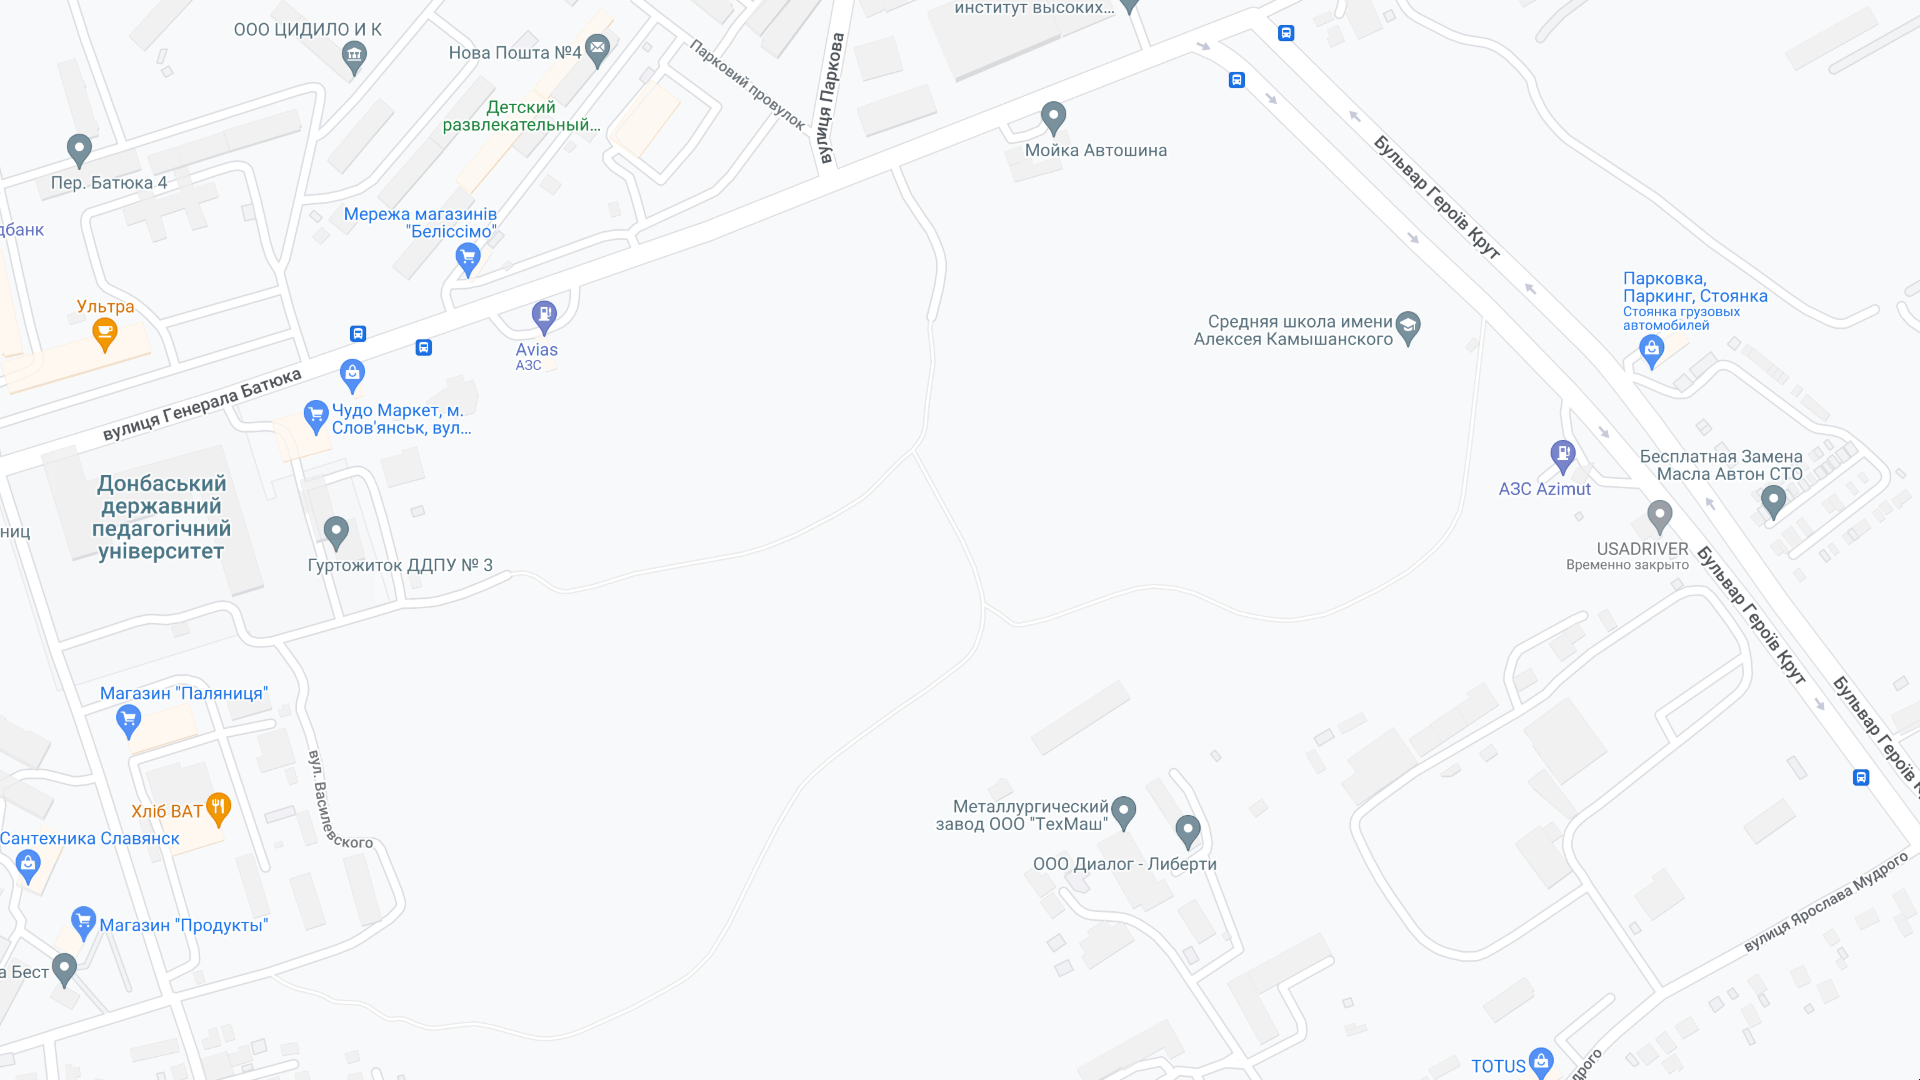 институт высоких...
ООО ЦИДИЛО И К
Нова Пошта №4
Парковий провулок
вулиця Паркова
Детский
развлекательный...
Мойка Автошина
Бульвар Героїв Крут
Пер. Батюка 4
Мережа магазинів
"Беліссімо"
дбанк
Парковка,
Паркинг, Стоянка
Стоянка грузовых
автомобилей
Ультра
Средняя школа имени
Алексея Камышанского
Avias
АЗС
вулиця Генерала Батюка
Чудо Маркет, м.
Слов'янськ, вул...
Бесплатная Замена
Масла Автон СТО
АЗС Azimut
Донбаський
державний
педагогічний
університет
ниц
USADRIVER
Временно закрыто
Гуртожиток ДДПУ № 3
Бульвар Героїв Крут
Бульвар Героїв К
Магазин "Паляниця"
вул. Василевского
Хліб ВАТ
Металлургический
завод ООО "ТехМаш"
Сантехника Славянск
ООО Диалог - Либерти
вулиця Ярослава Мудрого
Магазин "Продукты"
а Бест
TOTUS
дрого